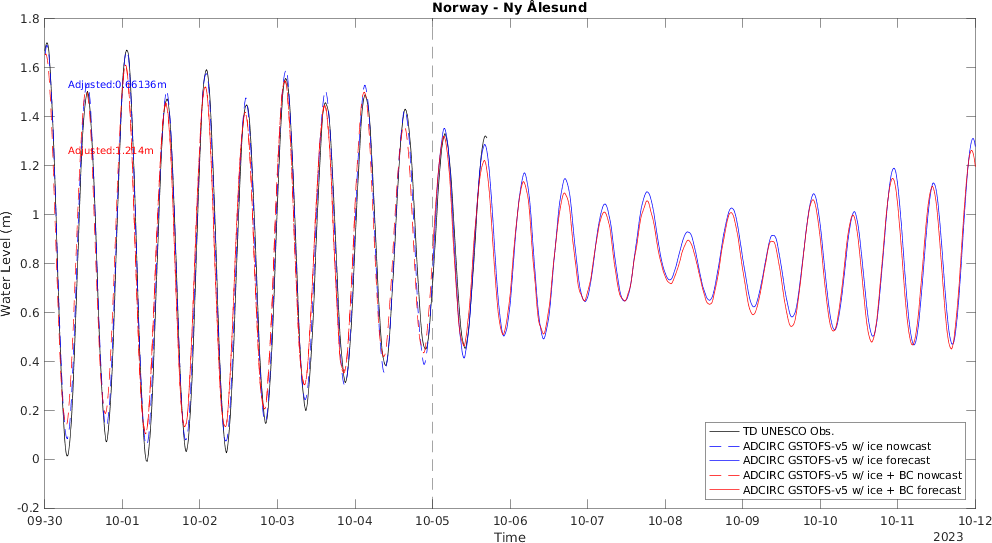 Norway - Ny Ålesund
1.8
1.6
1.4
1.2
1
0.8
0.6
0.4
0.2
0
-0.2
Water Level (m)
Adjusted:0.66136m
Adjusted:1.214m
TD UNESCO Obs.
ADCIRC GSTOFS-v5 w/ ice nowcast
ADCIRC GSTOFS-v5 w/ ice forecast
ADCIRC GSTOFS-v5 w/ ice + BC nowcast
ADCIRC GSTOFS-v5 w/ ice + BC forecast
09-30 10-01 10-02 10-03 10-04 10-05 10-06 10-07 10-08 10-09 10-10 10-11 10-12
Time
2023